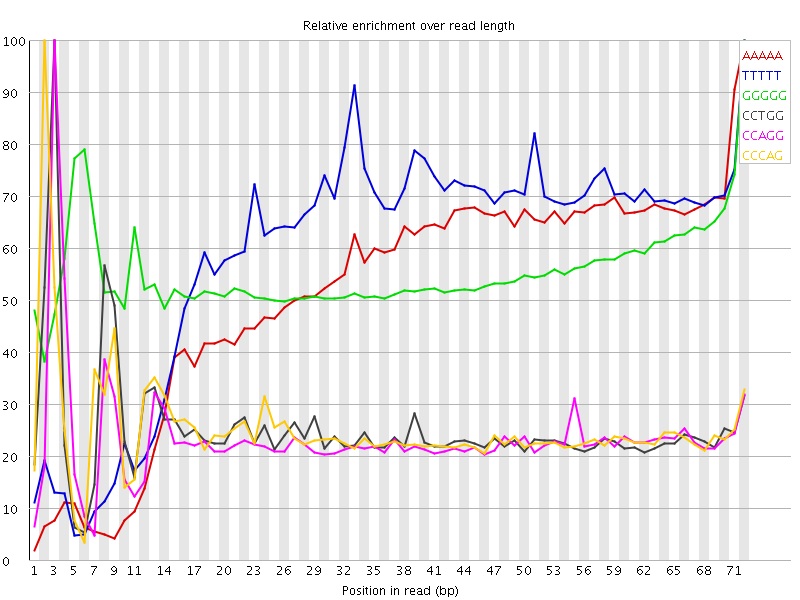 Relative enrichment over read length
100
90
80
70
60
50
40
30
20
10
0
AAAAA
TTTTT
GGGGG
CCTGG
CCAGG
CCCAG
1 3 5 7 9 11 14 17 20 23 26 29 32 35 38 41 44 47 50 53 56 59 62 65 68 71
Position in read (bp)